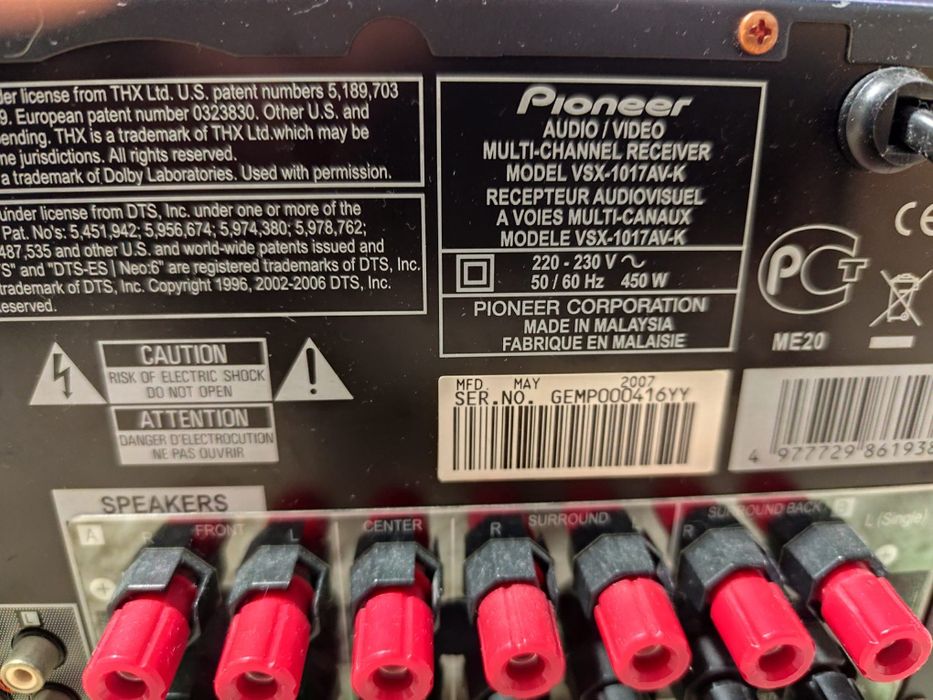 der license from THX Ltd. U.S. patent numbers 5,189,703
9. European patent number 0323830. Other U.S. and
ending. THX is a trademark of THX Ltd.which may be
ne jurisdictions. All rights reserved.
a trademark of Dolby Laboratories. Used with permission.
under license from DTS, Inc. under one or more of the
Pat. No's: 5,451,942; 5,956,674; 5,974,380; 5,978,762;
487,535 and other U.S. and world-wide patents issued and
S" and "DTS-ES | Neo:6" are registered trademarks of DTS, Inc.
trademark of DTS, Inc. Copyright 1996, 2002-2006 DTS, Inc.
eserved.
Pioneer
AUDIO / VIDEO
MULTI-CHANNEL RECEIVER
MODEL VSX-1017AV-K
RECEPTEUR AUDIOVISUEL
A VOIES MULTI-CANAUX
MODELE VSX-1017AV-K
220 - 230 V ~
50 / 60 Hz 450 W
PIONEER CORPORATION
MADE IN MALAYSIA
FABRIQUE EN MALAISIE
CE
PCT
ME20
CAUTION
RISK OF ELECTRIC SHOCK
DO NOT OPEN
ATTENTION
DANGER D'ELECTROCUTION
NE PAS OUVRIR
MFD. MAY 2007
SER.NO. GEMP000416YY
4 977729 861938
SPEAKERS
A R FRONT L
CENTER
R SURROUND L
R SURROUND BACK L (Single)